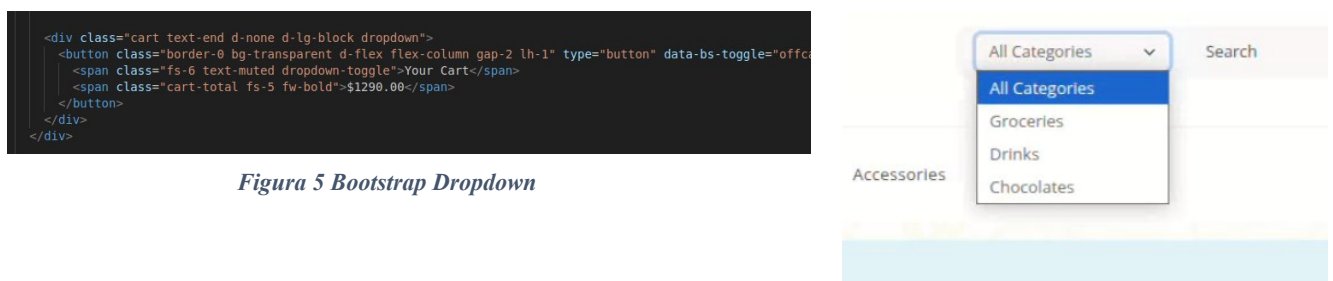 <div class="cart text-end d-none d-lg-block dropdown">
<button class="border-0 bg-transparent d-flex flex-column gap-2 lh-1" type="button" data-bs-toggle="offca
<span class="fs-6 text-muted dropdown-toggle">Your Cart</span>
<span class="cart-total fs-5 fw-bold">$1290.00</span>
</button>
</div>
</div>
Figura 5 Bootstrap Dropdown
All Categories
Search
All Categories
Groceries
Drinks
Chocolates
Accessories